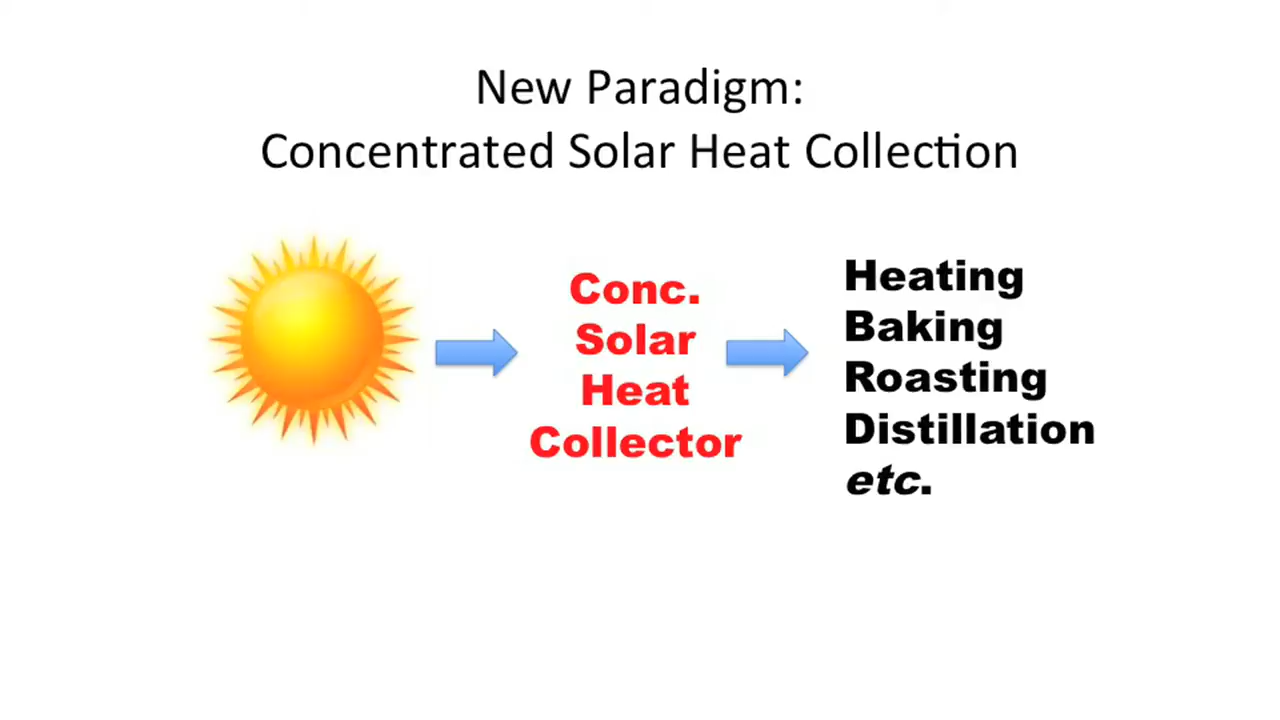 New Paradigm:
Concentrated Solar Heat Collection
Conc.
Solar
Heat
Collector
Heating
Baking
Roasting
Distillation
etc.